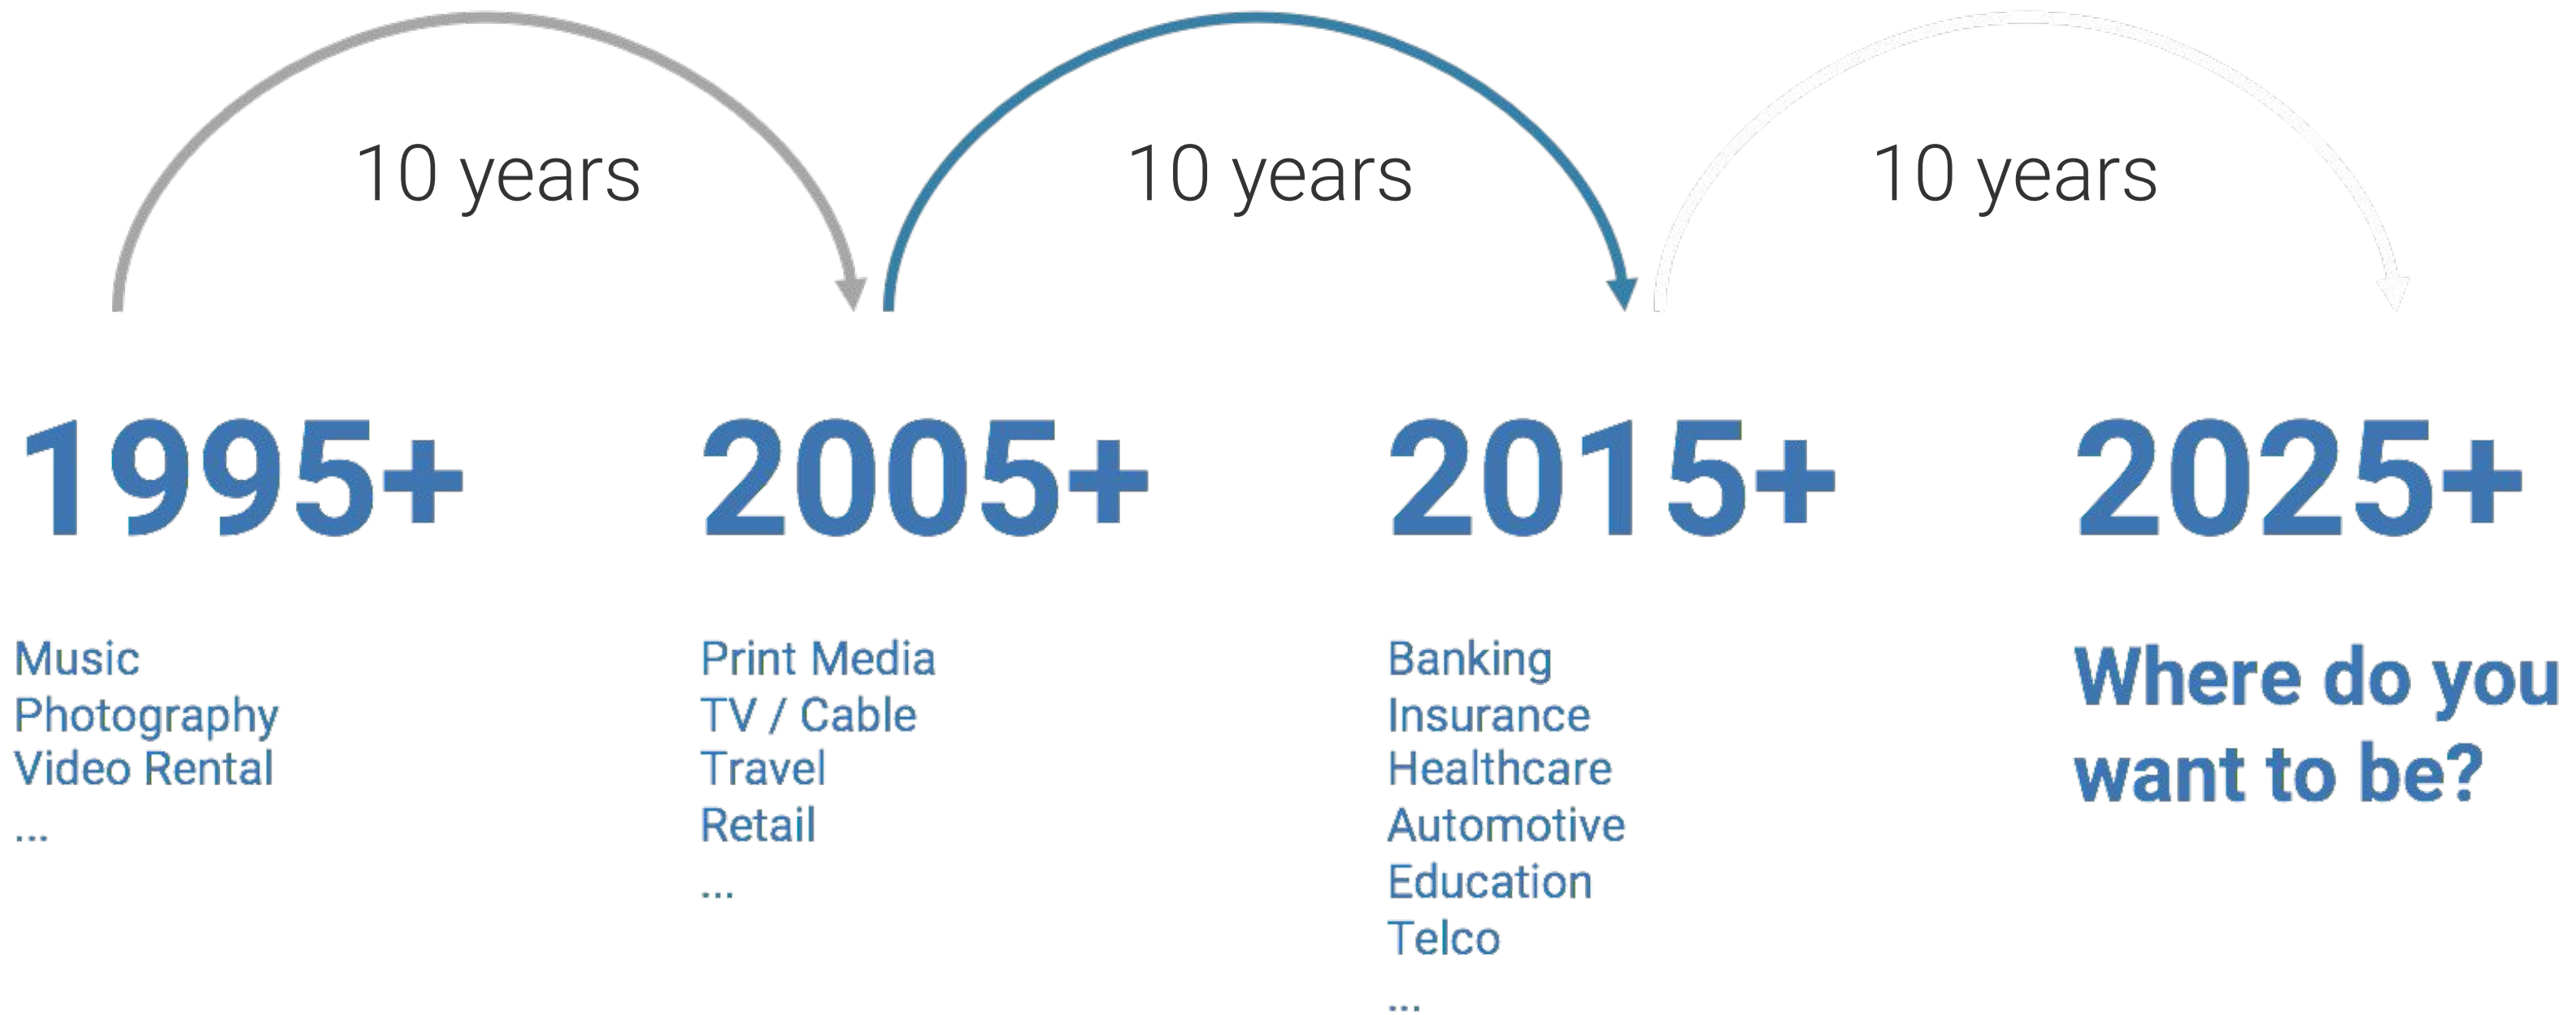 10 years
10 years
10 years
1995+
2005+
2015+
2025+
Music
Photography
Video Rental
...
Print Media
TV / Cable
Travel
Retail
...
Banking
Insurance
Healthcare
Automotive
Education
Telco
...
Where do you
want to be?